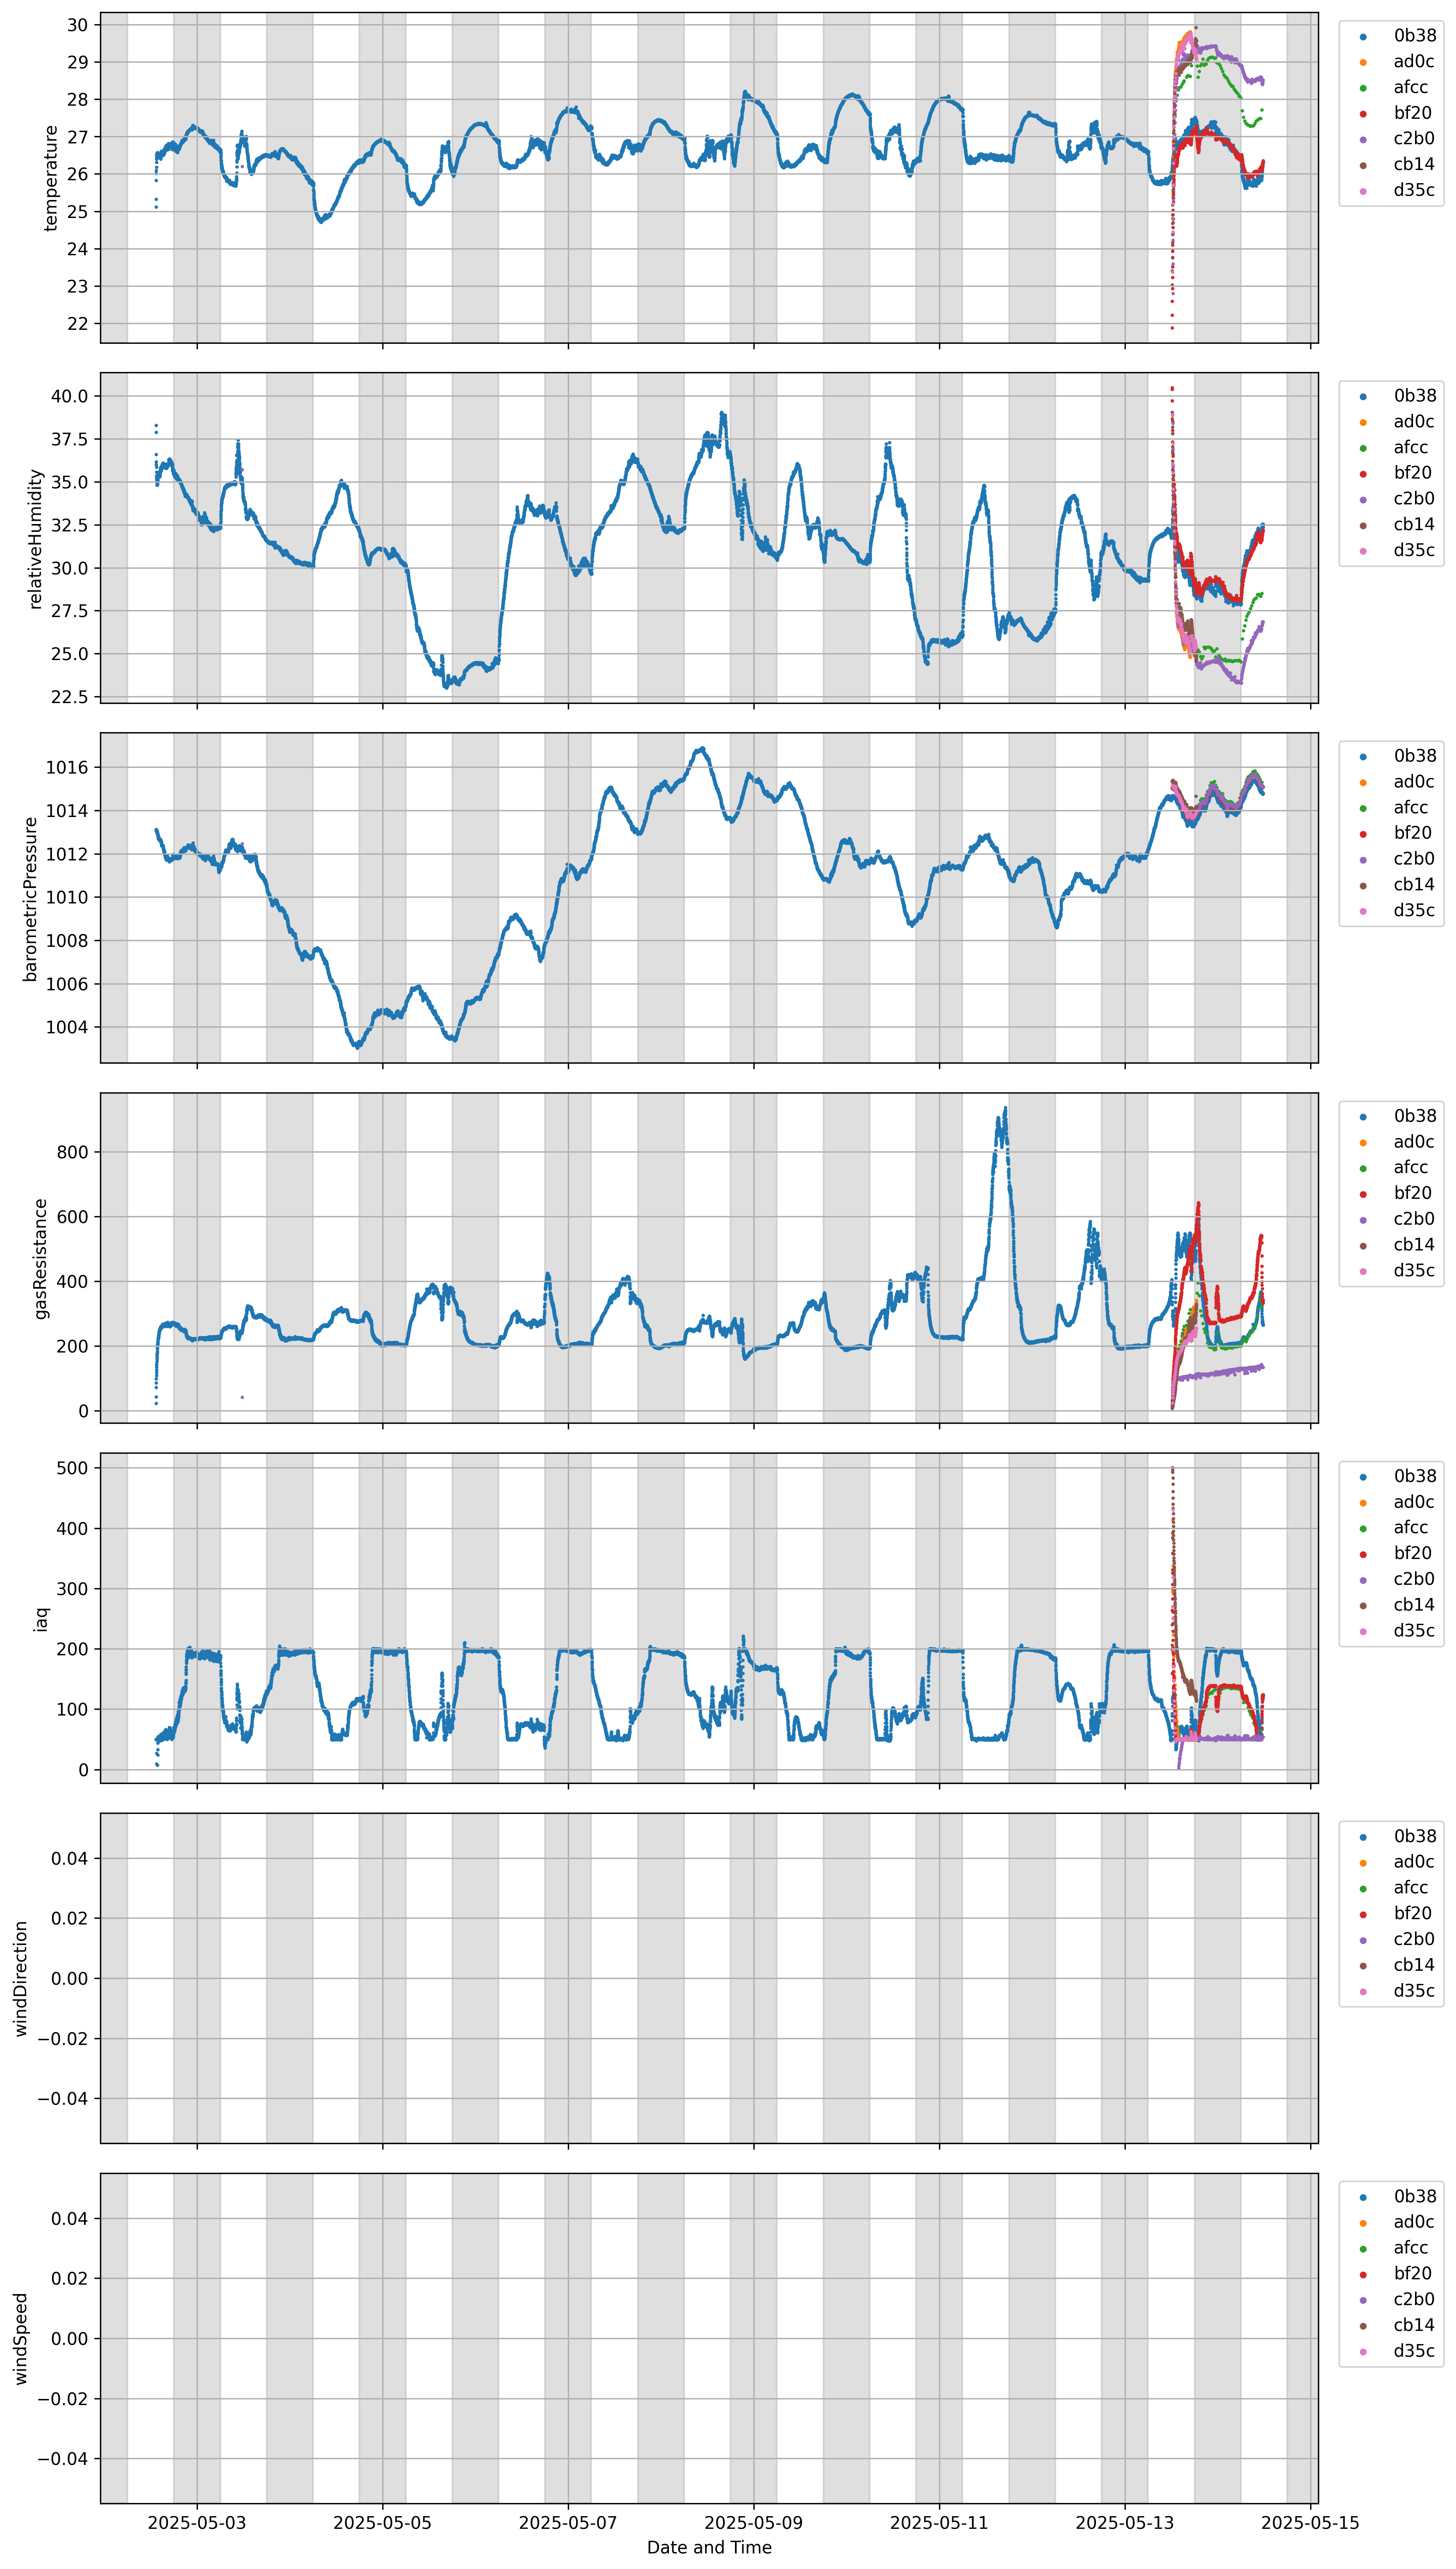 30
29
28
27
26
25
24
23
22
temperature
0b38
ad0c
afcc
bf20
c2b0
cb14
d35c
40.0
37.5
35.0
32.5
30.0
27.5
25.0
22.5
relativeHumidity
0b38
ad0c
afcc
bf20
c2b0
cb14
d35c
1016
1014
1012
1010
1008
1006
1004
barometricPressure
0b38
ad0c
afcc
bf20
c2b0
cb14
d35c
800
600
400
200
0
gasResistance
0b38
ad0c
afcc
bf20
c2b0
cb14
d35c
500
400
300
200
100
0
iaq
0b38
ad0c
afcc
bf20
c2b0
cb14
d35c
0.04
0.02
0.00
−0.02
−0.04
windDirection
0b38
ad0c
afcc
bf20
c2b0
cb14
d35c
0.04
0.02
0.00
−0.02
−0.04
windSpeed
0b38
ad0c
afcc
bf20
c2b0
cb14
d35c
2025-05-03 2025-05-05 2025-05-07 2025-05-09 2025-05-11 2025-05-13 2025-05-15
Date and Time